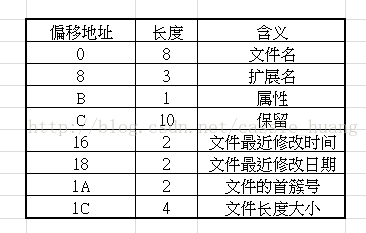 偏移地址 长度 含义
0 8 文件名
8 3 扩展名
B 1 属性
C 10 保留
16 2 文件最近修改时间
18 2 文件最近修改日期
1A 2 文件的首簇号
1C 4 文件长度大小